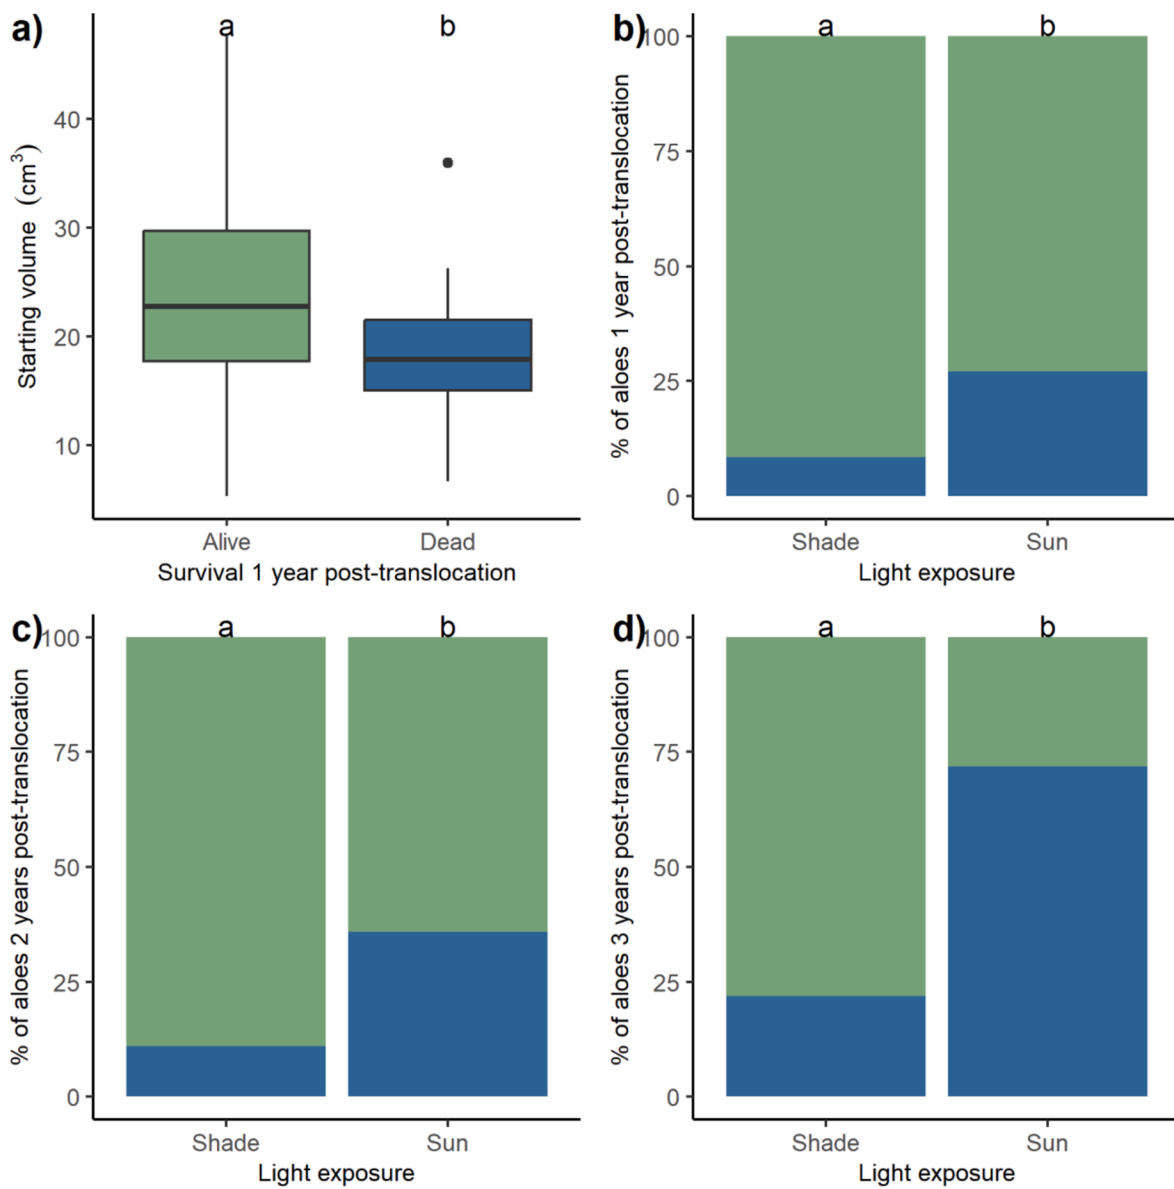 a)
a
b
40
30
20
10
Starting volume (cm³)
Alive
Dead
Survival 1 year post-translocation
b)
a
b
100
75
50
25
0
% of aloes 1 year post-translocation
Shade
Sun
Light exposure
c)
a
b
100
75
50
25
0
% of aloes 2 years post-translocation
Shade
Sun
Light exposure
d)
a
b
100
75
50
25
0
% of aloes 3 years post-translocation
Shade
Sun
Light exposure